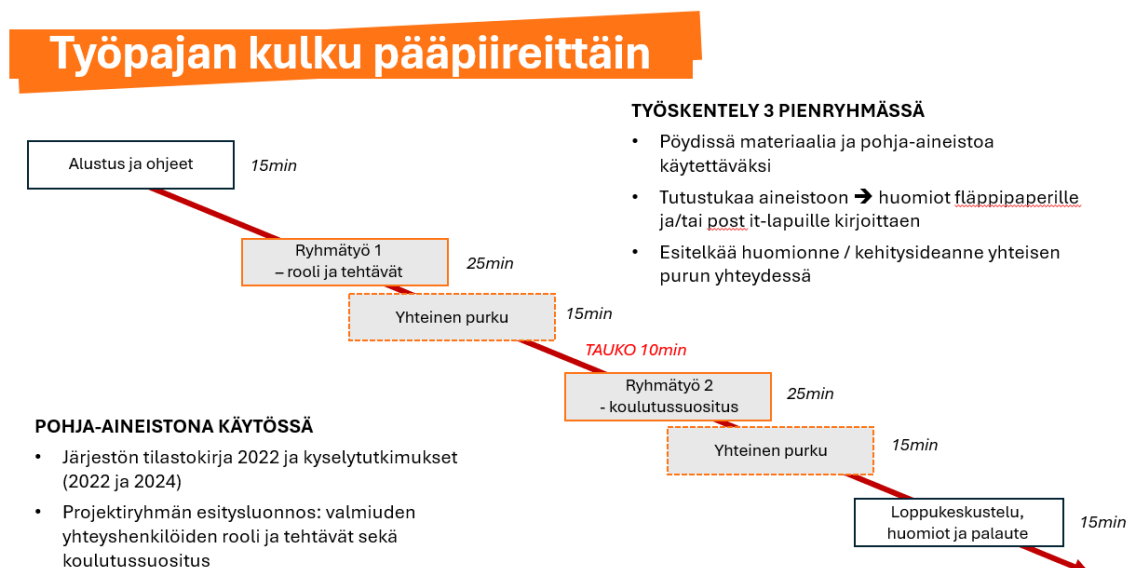 Työpajan kulku pääpiireittäin
Alustus ja ohjeet
15min
Ryhmätyö 1
– rooli ja tehtävät
25min
Yhteinen purku
15min
TAUKO 10min
Ryhmätyö 2
- koulutussuositus
25min
Yhteinen purku
15min
Loppukeskustelu,
huomiot ja palaute
15min
TYÖSKENTELY 3 PIENRYHMÄSSÄ
• Pöydissä materiaalia ja pohja-aineistoa
käytettäväksi
• Tutustukaa aineistoon ➔ huomiot fläppipaperille
ja/tai post it-lapuille kirjoittaen
• Esitelkää huomionne / kehitysideanne yhteisen
purun yhteydessä
POHJA-AINEISTONA KÄYTÖSSÄ
• Järjestön tilastokirja 2022 ja kyselytutkimukset
(2022 ja 2024)
• Projektiryhmän esitysluonnos: valmiuden
yhteyshenkilöiden rooli ja tehtävät sekä
koulutussuositus